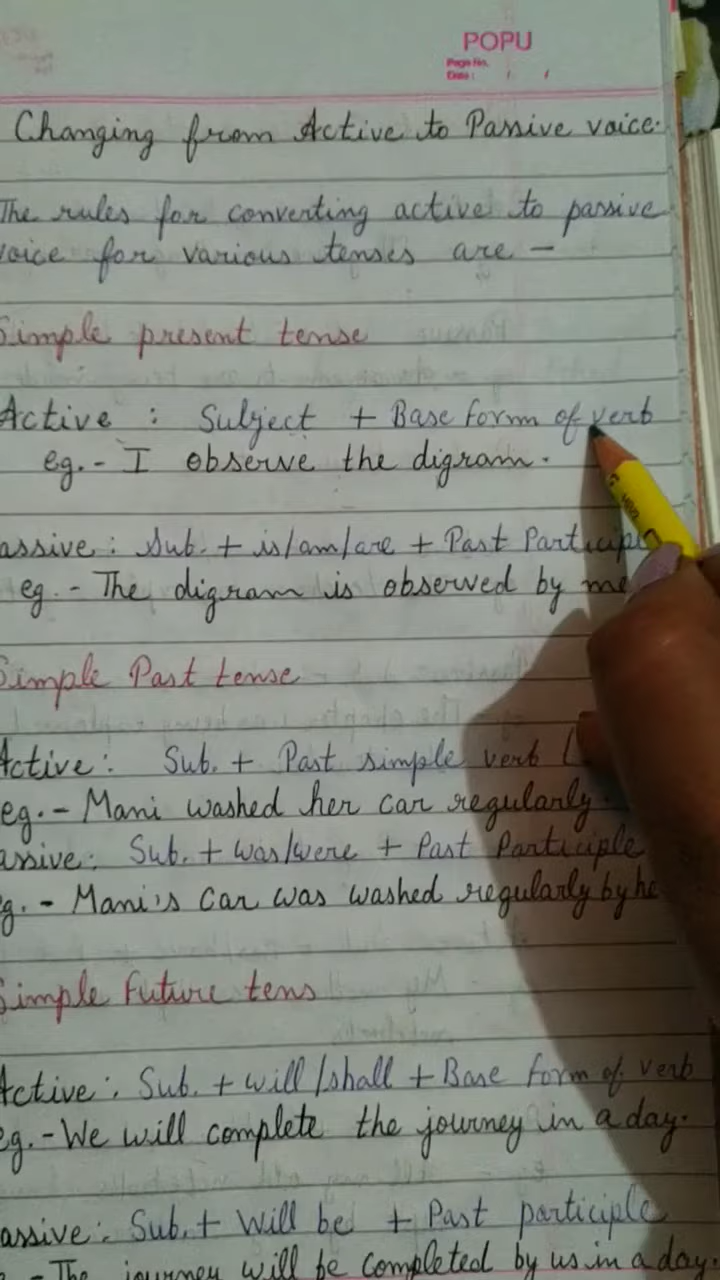 POPU
Page No.
Date: / /
Changing from Active to Passive voice.
The rules for converting active to passive
voice for various tenses are -
Simple present tense
Active : Subject + Base form of verb
eg. - I observe the digram.
assive: Sub. + is/am/are + Past Particip
eg. - The digram is observed by me
Simple Past tense
Active: Sub. + Past simple verb (
eg. - Mani washed her car regularly.
assive: Sub. + was/were + Past Participle
g. - Mani's car was washed regularly by he
Simple Future tens
Active: Sub. + will/shall + Base form of verb
eg. - We will complete the journey in a day.
assive: Sub. + Will be + Past participle
- The journey will be completed by us in a day.